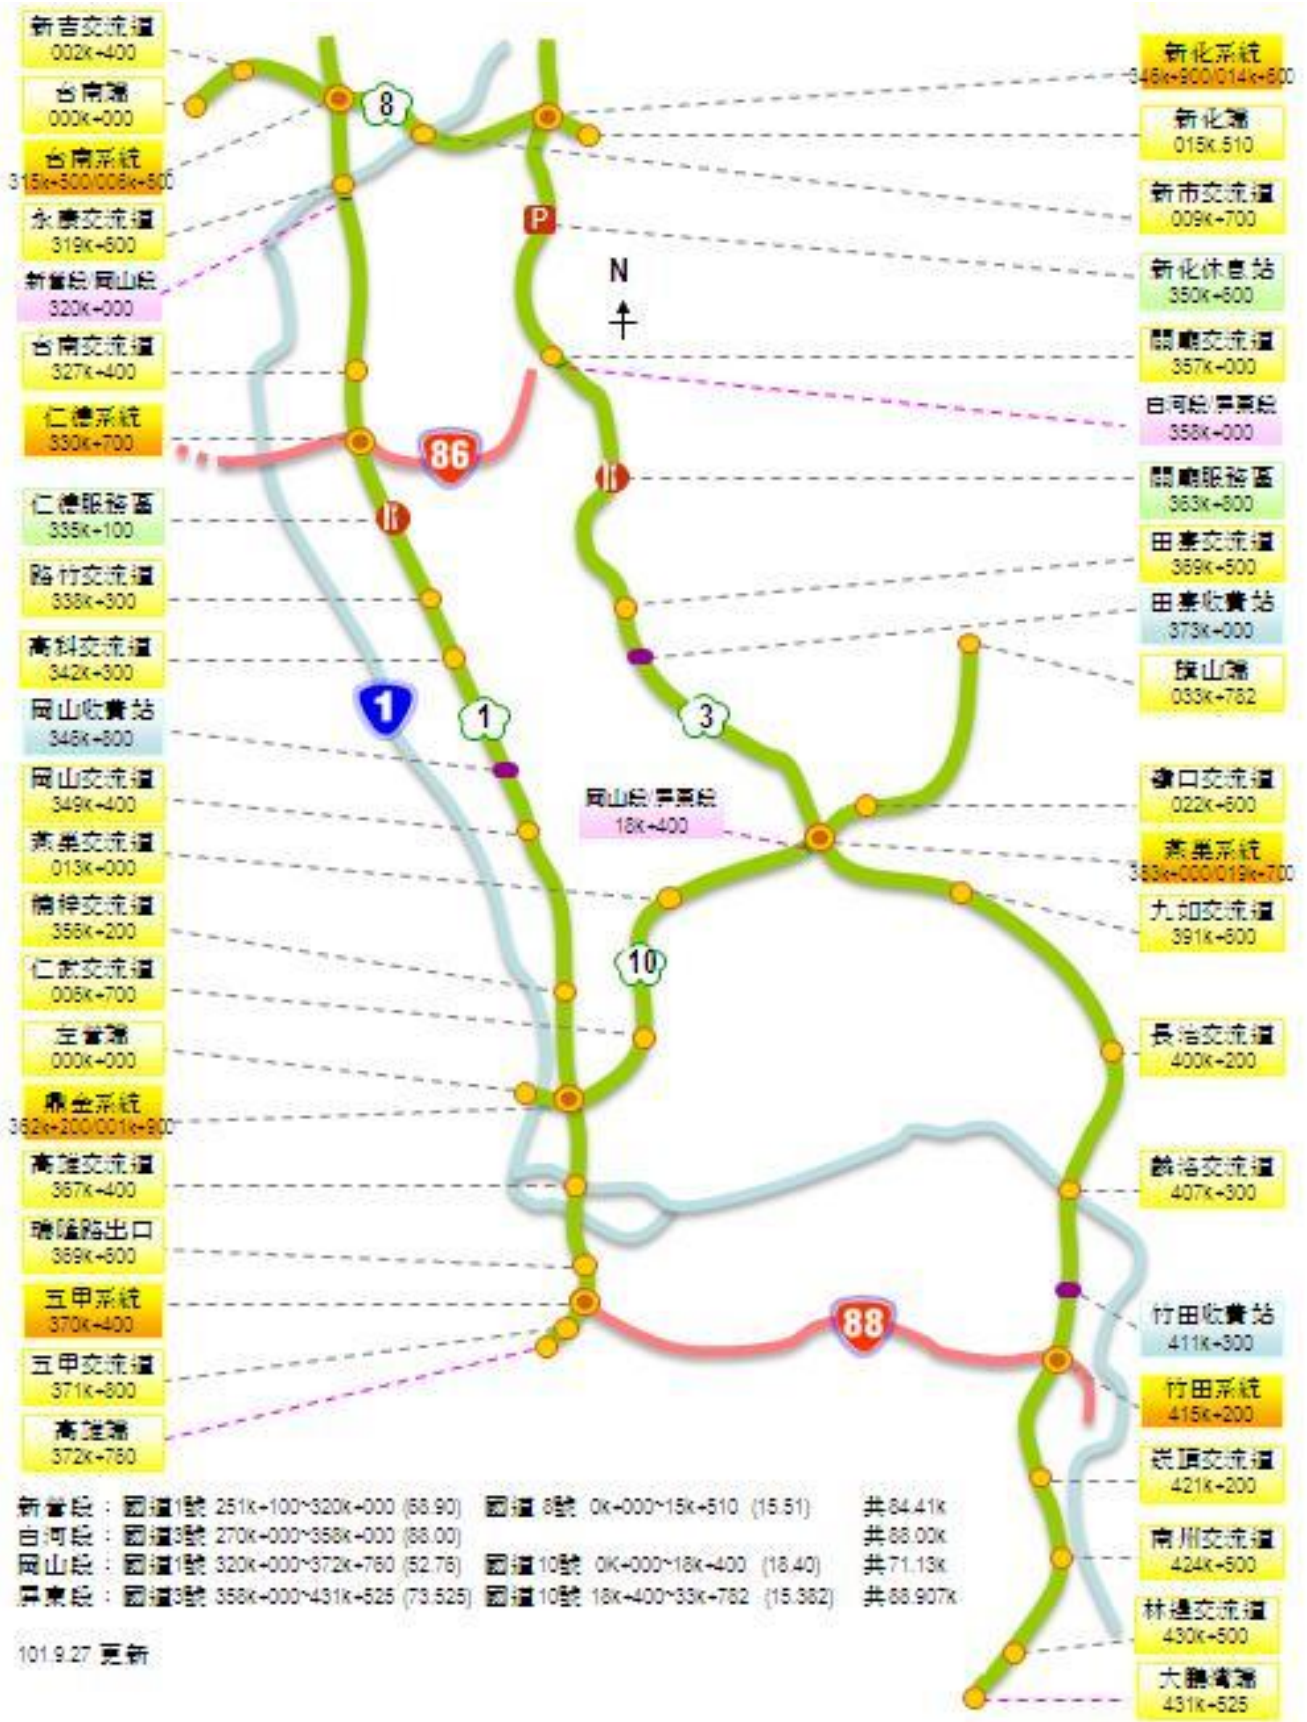 新吉交流道
002k+400
台南端
000k+000
台南系統
315k+500/006k+500
永康交流道
319k+600
新營段/岡山段
320k+000
台南交流道
327k+400
仁德系統
330k+700
仁德服務區
335k+100
路竹交流道
338k+300
高科交流道
342k+300
岡山收費站
346k+800
岡山交流道
349k+400
燕巢交流道
013k+000
楠梓交流道
356k+200
仁武交流道
006k+700
左營端
000k+000
鼎金系統
362k+200/001k+900
高雄交流道
367k+400
瑞隆路出口
369k+600
五甲系統
370k+400
五甲交流道
371k+800
高雄端
372k+760
8
P
N
86
1
1
3
岡山段/屏東段
18k+400
10
88
新化系統
346k+900/014k+600
新化端
015k.510
新市交流道
009k+700
新化休息站
350k+600
關廟交流道
357k+000
白河段/屏東段
358k+000
關廟服務區
363k+800
田寮交流道
369k+500
田寮收費站
373k+000
旗山端
033k+782
嶺口交流道
022k+600
燕巢系統
383k+000/019k+700
九如交流道
391k+600
長治交流道
400k+200
麟洛交流道
407k+300
竹田收費站
411k+300
竹田系統
415k+200
崁頂交流道
421k+200
南州交流道
424k+500
林邊交流道
430k+500
大鵬灣端
431k+525
新營段：國道1號 251k+100~320k+000 (68.90) 國道 8號 0k+000~15k+510 (15.51) 共84.41k
白河段：國道3號 270k+000~358k+000 (88.00) 共88.00k
岡山段：國道1號 320k+000~372k+760 (52.76) 國道10號 0K+000~18k+400 (18.40) 共71.13k
屏東段：國道3號 358k+000~431k+525 (73.525) 國道10號 18k+400~33k+782 (15.382) 共88.907k
101.9.27 更新